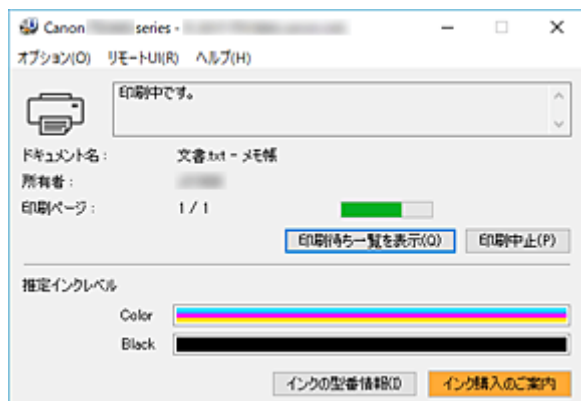 Canon series -
オプション(O) リモートUI(R) ヘルプ(H)
印刷中です。
ドキュメント名 : 文書.txt - メモ帳
所有者 :
印刷ページ : 1 / 1
印刷待ち一覧を表示(Q) 印刷中止(P)
推定インクレベル
Color
Black
インクの型番情報(I) インク購入のご案内